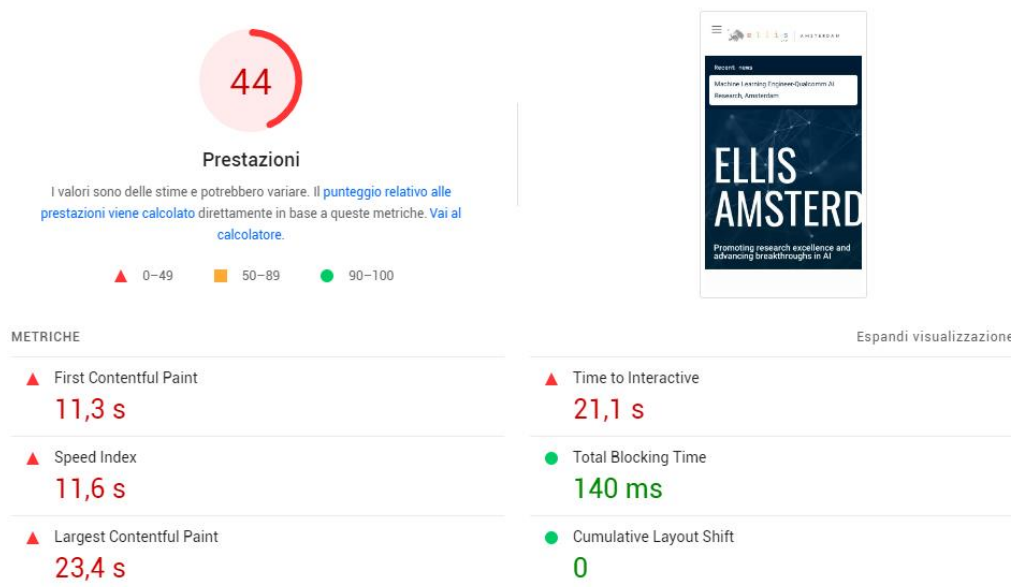 44
Prestazioni
I valori sono delle stime e potrebbero variare. Il punteggio relativo alle
prestazioni viene calcolato direttamente in base a queste metriche. Vai al
calcolatore.
0–49
50–89
90–100
ellis
AMSTERDAM
Recent news
Machine Learning Engineer-Qualcomm AI
Research, Amsterdam
ELLIS
AMSTERD
Promoting research excellence and
advancing breakthroughs in AI
METRICHE
Espandi visualizzazione
First Contentful Paint
11,3 s
Time to Interactive
21,1 s
Speed Index
11,6 s
Total Blocking Time
140 ms
Largest Contentful Paint
23,4 s
Cumulative Layout Shift
0